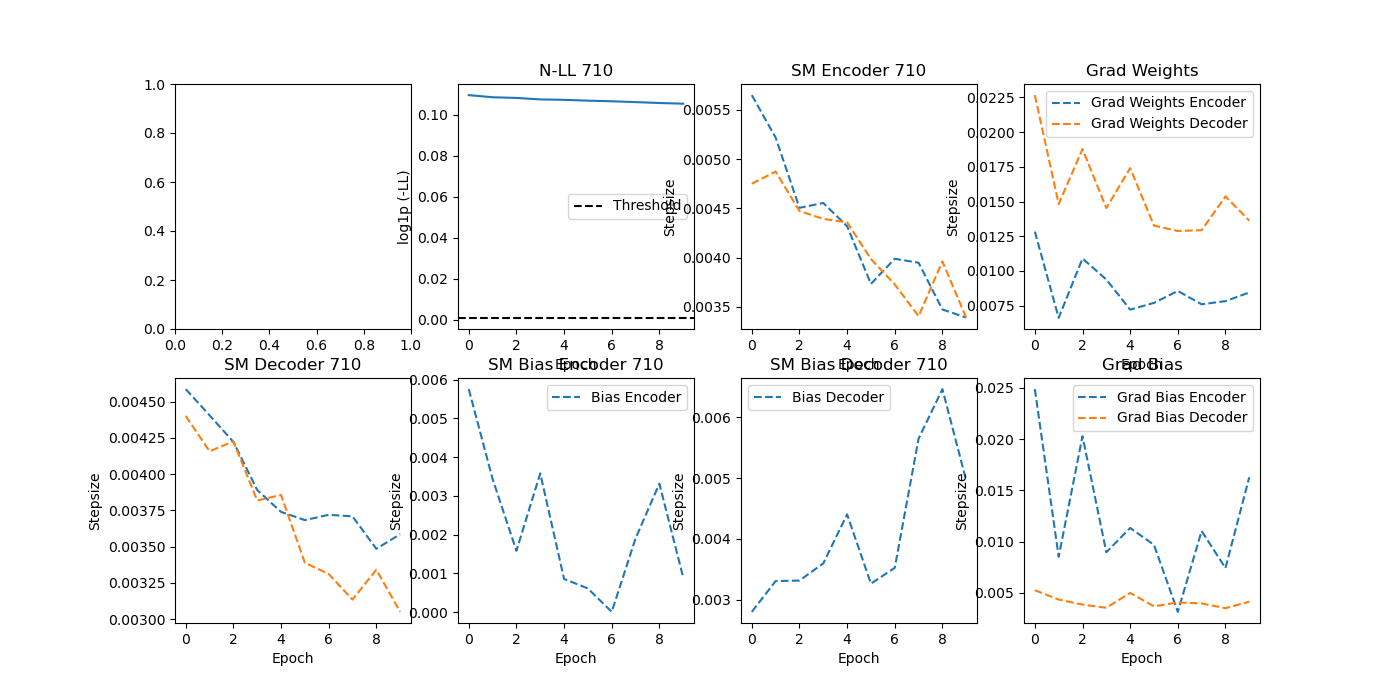 N-LL 710
SM Encoder 710
Grad Weights
1.0
0.8
0.6
0.4
0.2
0.0
0.0 0.2 0.4 0.6 0.8 1.0
log1p (-LL)
0.10
0.08
0.06
0.04
0.02
0.00
Threshold
0 2 4 6 8
Epoch
Stepsize
0.0055
0.0050
0.0045
0.0040
0.0035
0 2 4 6 8
Epoch
Stepsize
0.0225
0.0200
0.0175
0.0150
0.0125
0.0100
0.0075
Grad Weights Encoder
Grad Weights Decoder
0 2 4 6 8
Epoch
SM Decoder 710
SM Bias Encoder 710
SM Bias Decoder 710
Grad Bias
Stepsize
0.00450
0.00425
0.00400
0.00375
0.00350
0.00325
0.00300
0 2 4 6 8
Epoch
Stepsize
0.006
0.005
0.004
0.003
0.002
0.001
0.000
Bias Encoder
0 2 4 6 8
Epoch
Stepsize
0.006
0.005
0.004
0.003
Bias Decoder
0 2 4 6 8
Epoch
Stepsize
0.025
0.020
0.015
0.010
0.005
Grad Bias Encoder
Grad Bias Decoder
0 2 4 6 8
Epoch